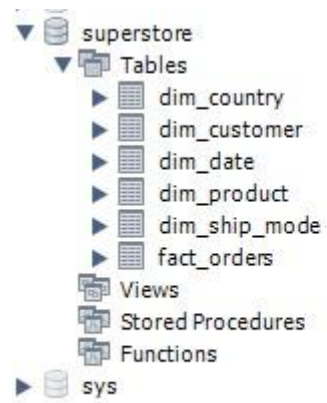 superstore
Tables
dim_country
dim_customer
dim_date
dim_product
dim_ship_mode
fact_orders
Views
Stored Procedures
Functions
sys